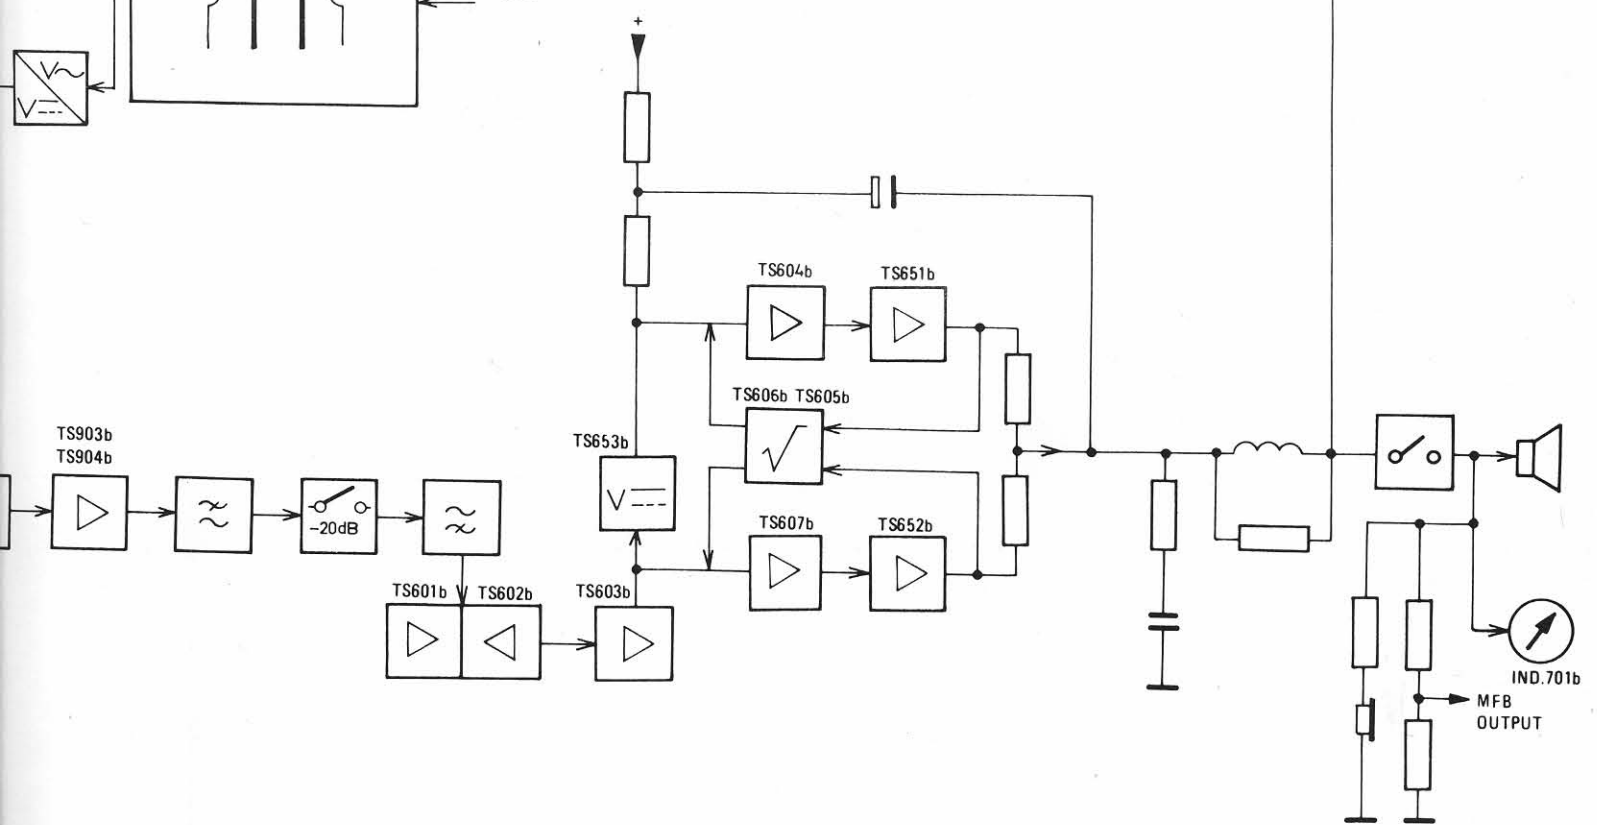 V~
V
+
TS604b
TS651b
TS606b TS605b
TS903b
TS904b
TS653b
V
-20dB
TS607b
TS652b
TS601b
TS602b
TS603b
IND.701b
MFB
OUTPUT